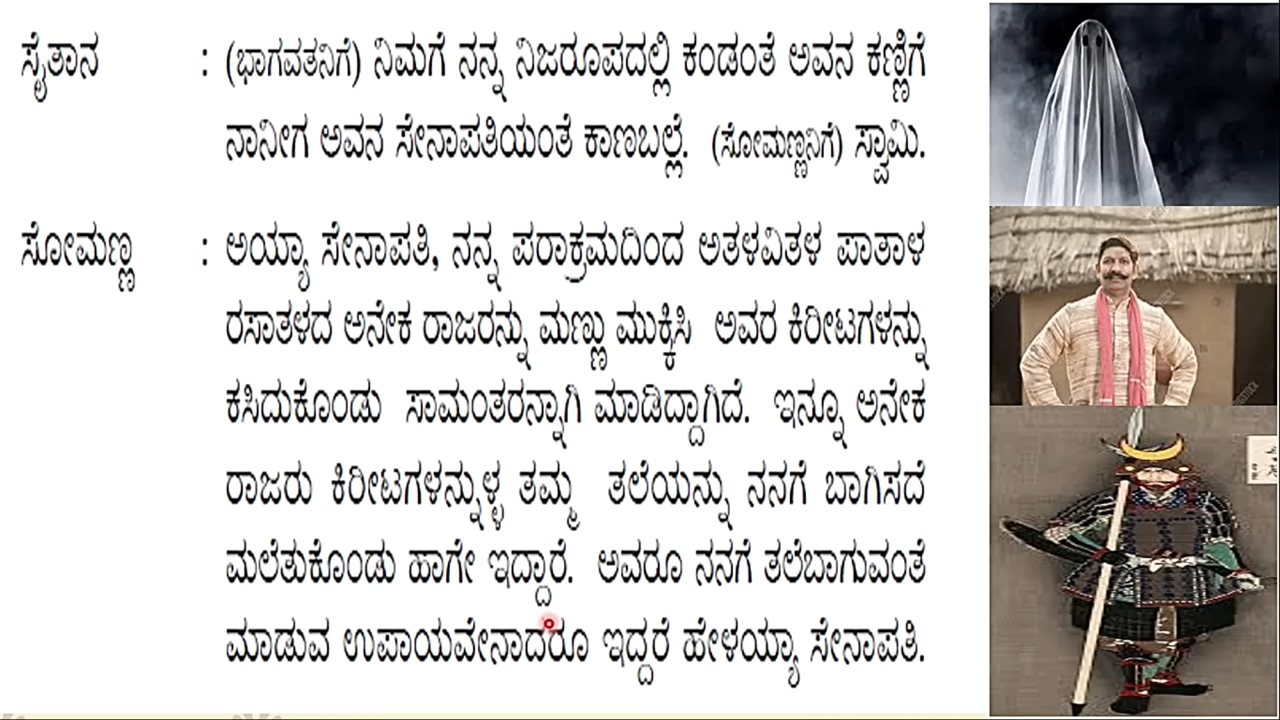 ಸೈತಾನ : (ಭಾಗವತನಿಗೆ) ನಿಮಗೆ ನನ್ನ ನಿಜರೂಪದಲ್ಲಿ ಕಂಡಂತೆ ಅವನ ಕಣ್ಣಿಗೆ
ನಾನೀಗ ಅವನ ಸೇನಾಪತಿಯಂತೆ ಕಾಣಬಲ್ಲೆ. (ಸೋಮಣ್ಣನಿಗೆ) ಸ್ವಾಮಿ.
ಸೋಮಣ್ಣ : ಅಯ್ಯಾ ಸೇನಾಪತಿ, ನನ್ನ ಪರಾಕ್ರಮದಿಂದ ಅತಳವಿತಳ ಪಾತಾಳ
ರಸಾತಳದ ಅನೇಕ ರಾಜರನ್ನು ಮಣ್ಣು ಮುಕ್ಕಿಸಿ ಅವರ ಕಿರೀಟಗಳನ್ನು
ಕಸಿದುಕೊಂಡು ಸಾಮಂತರನ್ನಾಗಿ ಮಾಡಿದ್ದಾಗಿದೆ. ಇನ್ನೂ ಅನೇಕ
ರಾಜರು ಕಿರೀಟಗಳನ್ನುಳ್ಳ ತಮ್ಮ ತಲೆಯನ್ನು ನನಗೆ ಬಾಗಿಸದೆ
ಮಲೆತುಕೊಂಡು ಹಾಗೇ ಇದ್ದಾರೆ. ಅವರೂ ನನಗೆ ತಲೆಬಾಗುವಂತೆ
ಮಾಡುವ ಉಪಾಯವೇನಾದರೂ ಇದ್ದರೆ ಹೇಳಯ್ಯಾ ಸೇನಾಪತಿ.